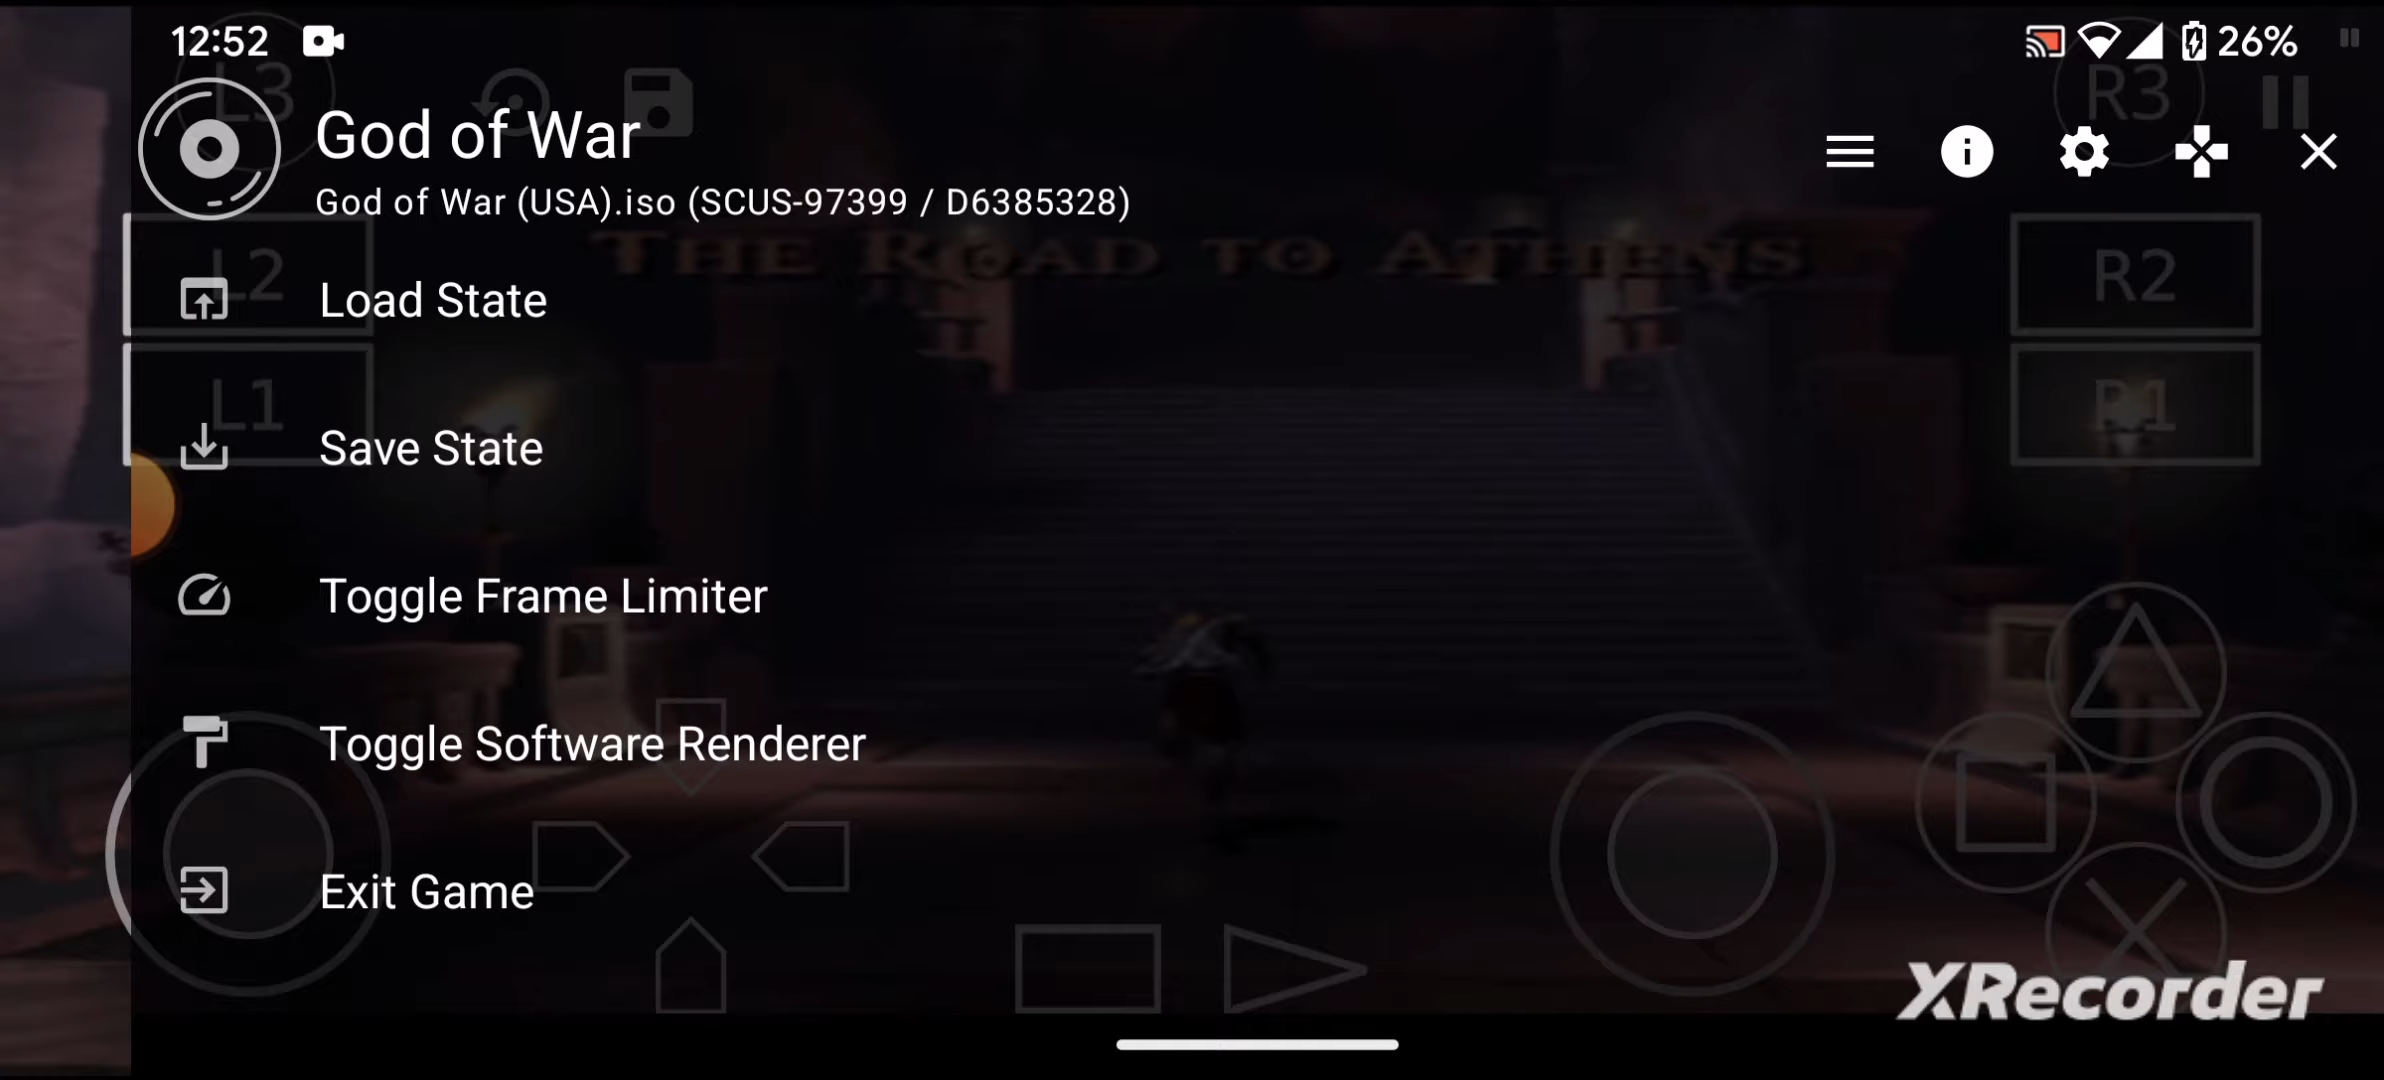 12:52
26%
L3
R3
God of War
God of War (USA).iso (SCUS-97399 / D6385328)
THE ROAD TO ATHENS
L2
R2
Load State
L1
R1
Save State
Toggle Frame Limiter
Toggle Software Renderer
Exit Game
XRecorder